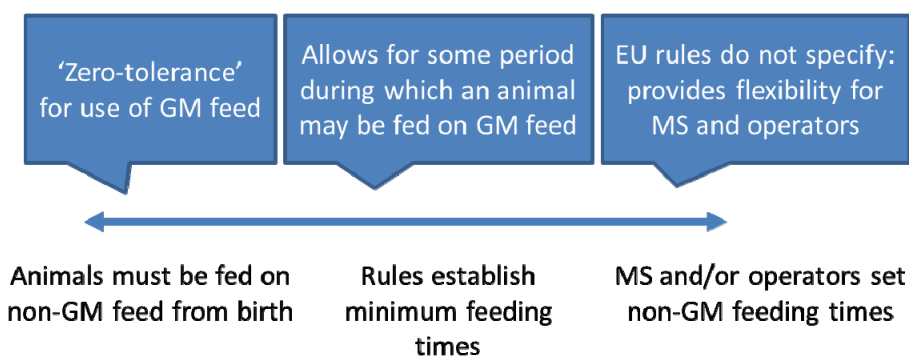 ‘Zero-tolerance’
for use of GM feed
Allows for some period
during which an animal
may be fed on GM feed
EU rules do not specify:
provides flexibility for
MS and operators
Animals must be fed on
non-GM feed from birth
Rules establish
minimum feeding
times
MS and/or operators set
non-GM feeding times